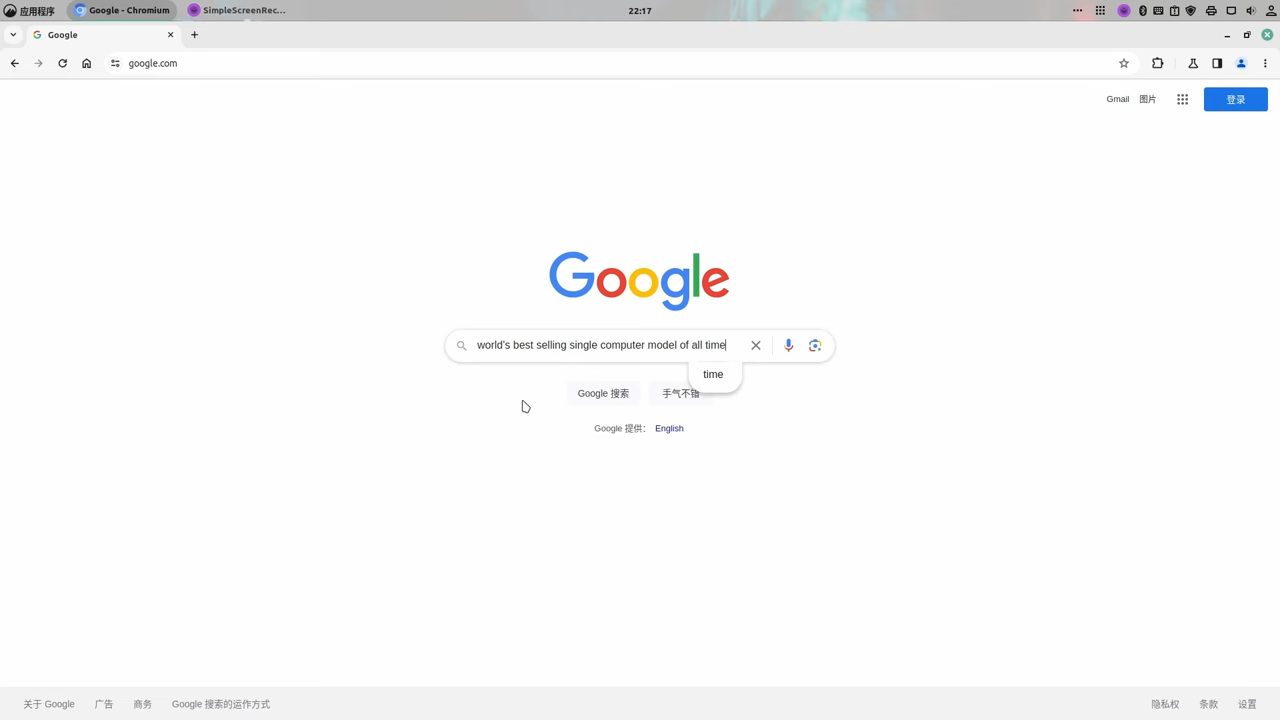 应用程序
Google - Chromium
SimpleScreenRec...
22:17
Google
google.com
Gmail
图片
登录
Google
world's best selling single computer model of all time
time
Google 搜索
手气不错
Google 提供：
English
关于 Google
广告
商务
Google 搜索的运作方式
隐私权
条款
设置